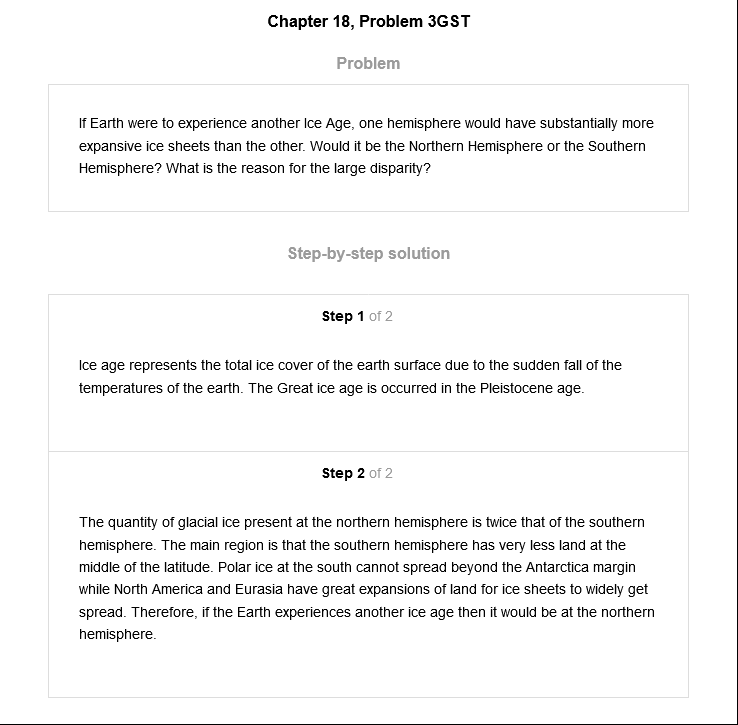 Chapter 18, Problem 3GST
Problem
If Earth were to experience another Ice Age, one hemisphere would have substantially more
expansive ice sheets than the other. Would it be the Northern Hemisphere or the Southern
Hemisphere? What is the reason for the large disparity?
Step-by-step solution
Step 1 of 2
Ice age represents the total ice cover of the earth surface due to the sudden fall of the
temperatures of the earth. The Great ice age is occurred in the Pleistocene age.
Step 2 of 2
The quantity of glacial ice present at the northern hemisphere is twice that of the southern
hemisphere. The main region is that the southern hemisphere has very less land at the
middle of the latitude. Polar ice at the south cannot spread beyond the Antarctica margin
while North America and Eurasia have great expansions of land for ice sheets to widely get
spread. Therefore, if the Earth experiences another ice age then it would be at the northern
hemisphere.